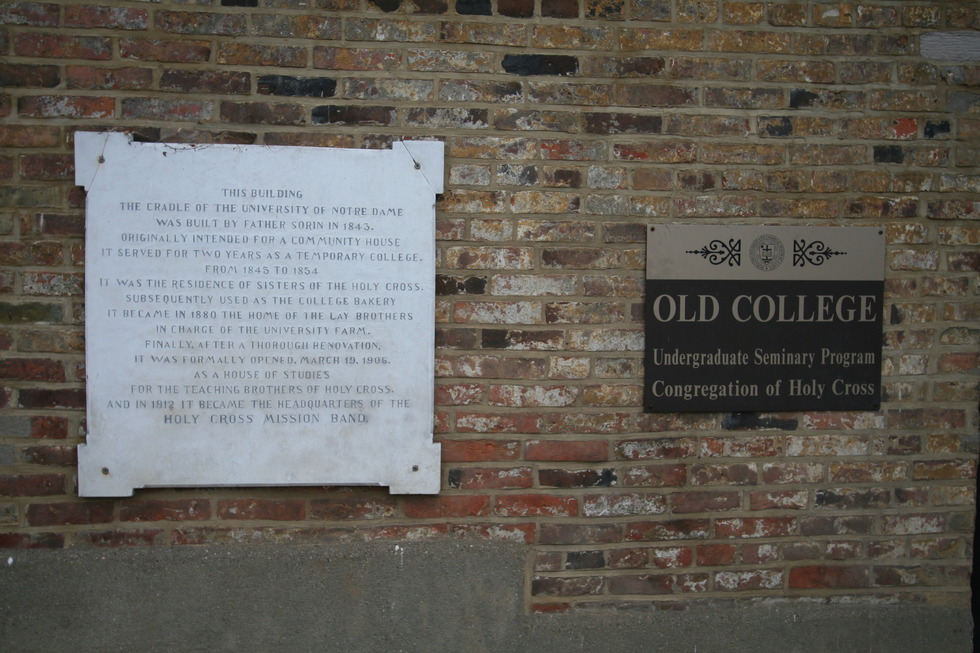 THIS BUILDING
THE CRADLE OF THE UNIVERSITY OF NOTRE DAME
WAS BUILT BY FATHER SORIN IN 1843.
ORIGINALLY INTENDED FOR A COMMUNITY HOUSE
IT SERVED FOR TWO YEARS AS A TEMPORARY COLLEGE.
FROM 1845 TO 1854
IT WAS THE RESIDENCE OF SISTERS OF THE HOLY CROSS.
SUBSEQUENTLY USED AS THE COLLEGE BAKERY
IT BECAME IN 1880 THE HOME OF THE LAY BROTHERS
IN CHARGE OF THE UNIVERSITY FARM.
FINALLY, AFTER A THOROUGH RENOVATION,
IT WAS FORMALLY OPENED, MARCH 19, 1906.
AS A HOUSE OF STUDIES
FOR THE TEACHING BROTHERS OF HOLY CROSS.
AND IN 1912 IT BECAME THE HEADQUARTERS OF THE
HOLY CROSS MISSION BAND.
OLD COLLEGE
Undergraduate Seminary Program
Congregation of Holy Cross